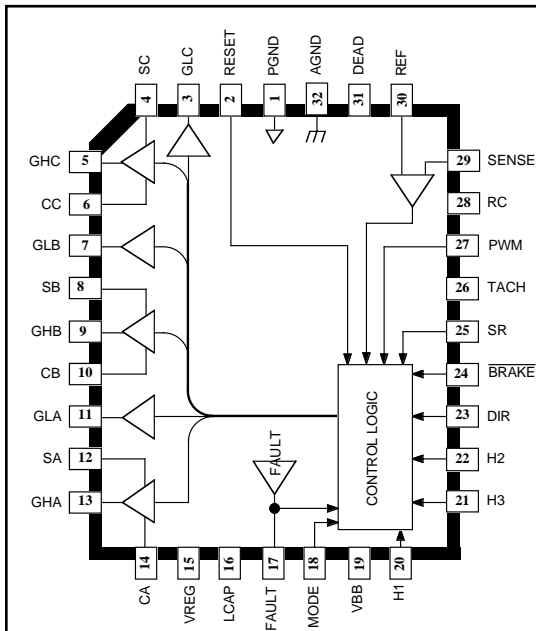 SC
GLC
RESET
PGND
AGND
DEAD
REF
4
3
2
1
32
31
30
GHC
5
29
SENSE
CC
6
28
RC
GLB
7
27
PWM
SB
8
26
TACH
GHB
9
25
SR
CB
10
24
BRAKE
GLA
11
23
DIR
SA
12
22
H2
GHA
13
21
H3
FAULT
CONTROL LOGIC
14
15
16
17
18
19
20
CA
VREG
LCAP
FAULT
MODE
VBB
H1